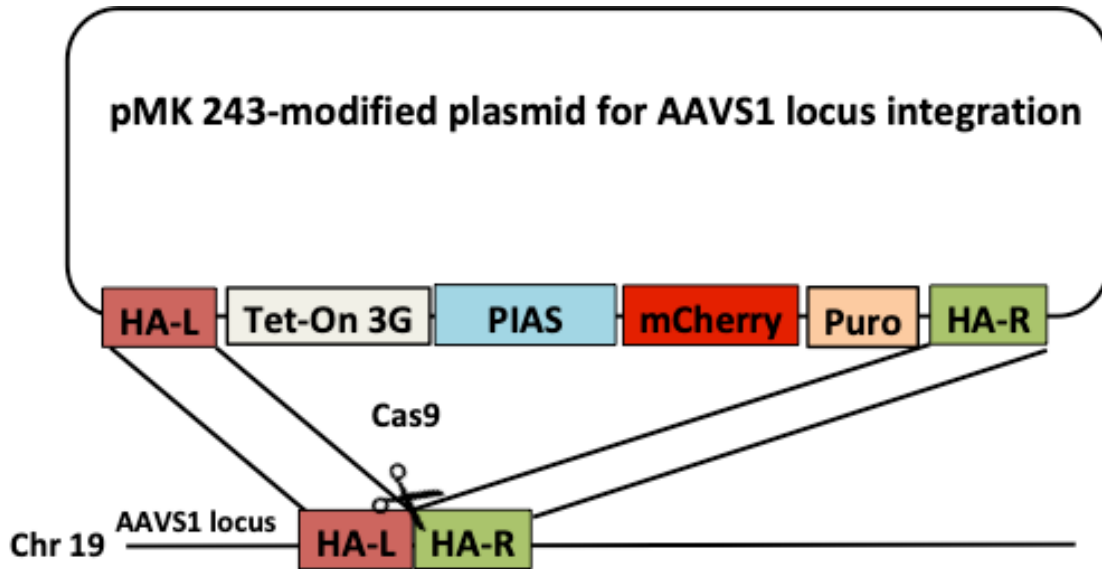 pMK 243-modified plasmid for AAVS1 locus integration
HA-L Tet-On 3G PIAS mCherry Puro HA-R
Cas9
AAVS1 locus
Chr 19 HA-L HA-R